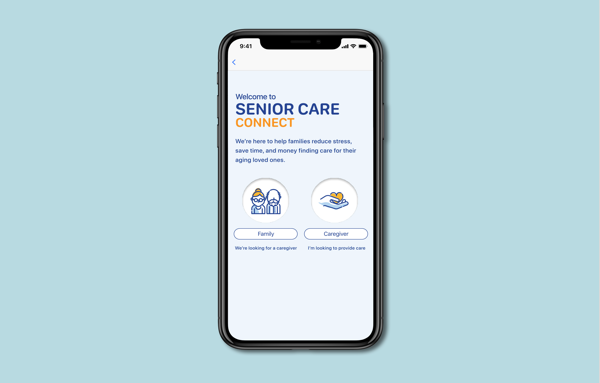 9:41
Welcome to
SENIOR CARE
CONNECT
We're here to help families reduce stress,
save time, and money finding care for their
aging loved ones.
Family
Caregiver
We're looking for a caregiver
I'm looking to provide care